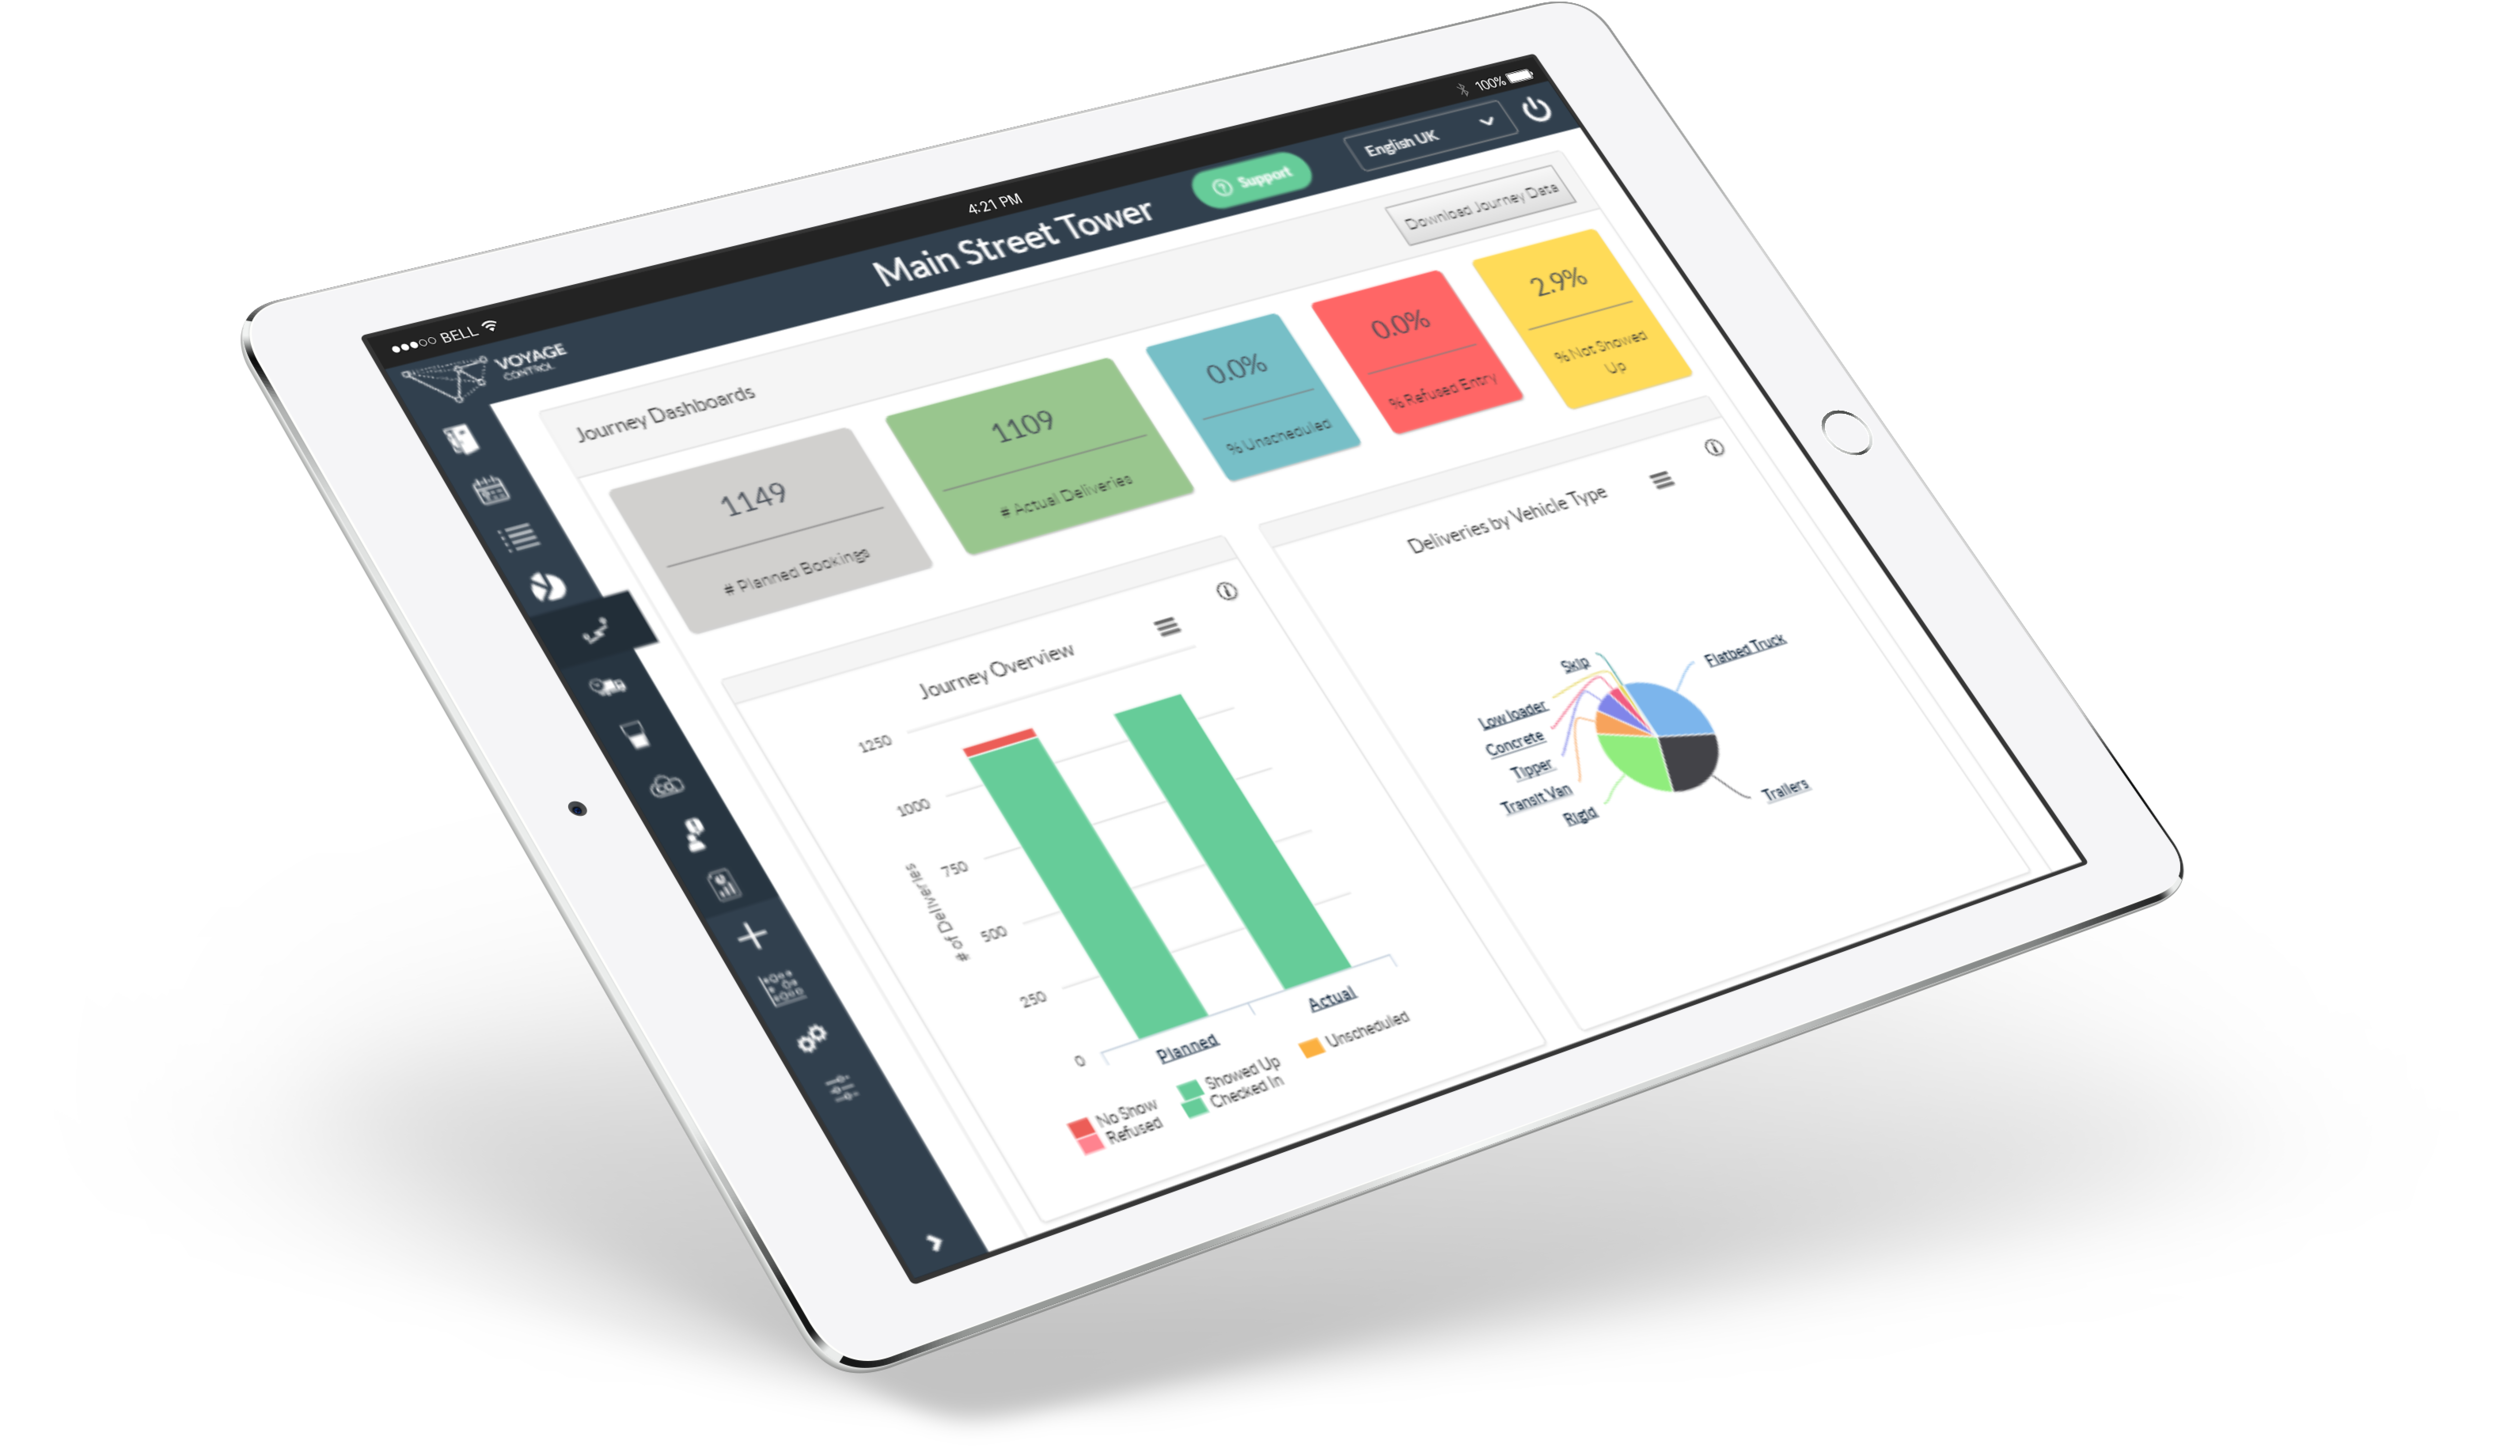 BELL
4:21 PM
100%
VOYAGE
CONTROL
Main Street Tower
Support
English UK
Journey Dashboards
Download Journey Data
1149
# Planned Bookings
1109
# Actual Deliveries
0.0%
% Unscheduled
0.0%
% Refused Entry
2.9%
% Not Showed
Up
CO₂
Journey Overview
1250
1000
750
500
250
0
# of Deliveries
Planned
Actual
No Show
Refused
Showed Up
Checked In
Unscheduled
Deliveries by Vehicle Type
Skip
Flatbed Truck
Low loader
Concrete
Tipper
Transit Van
Rigid
Trailers